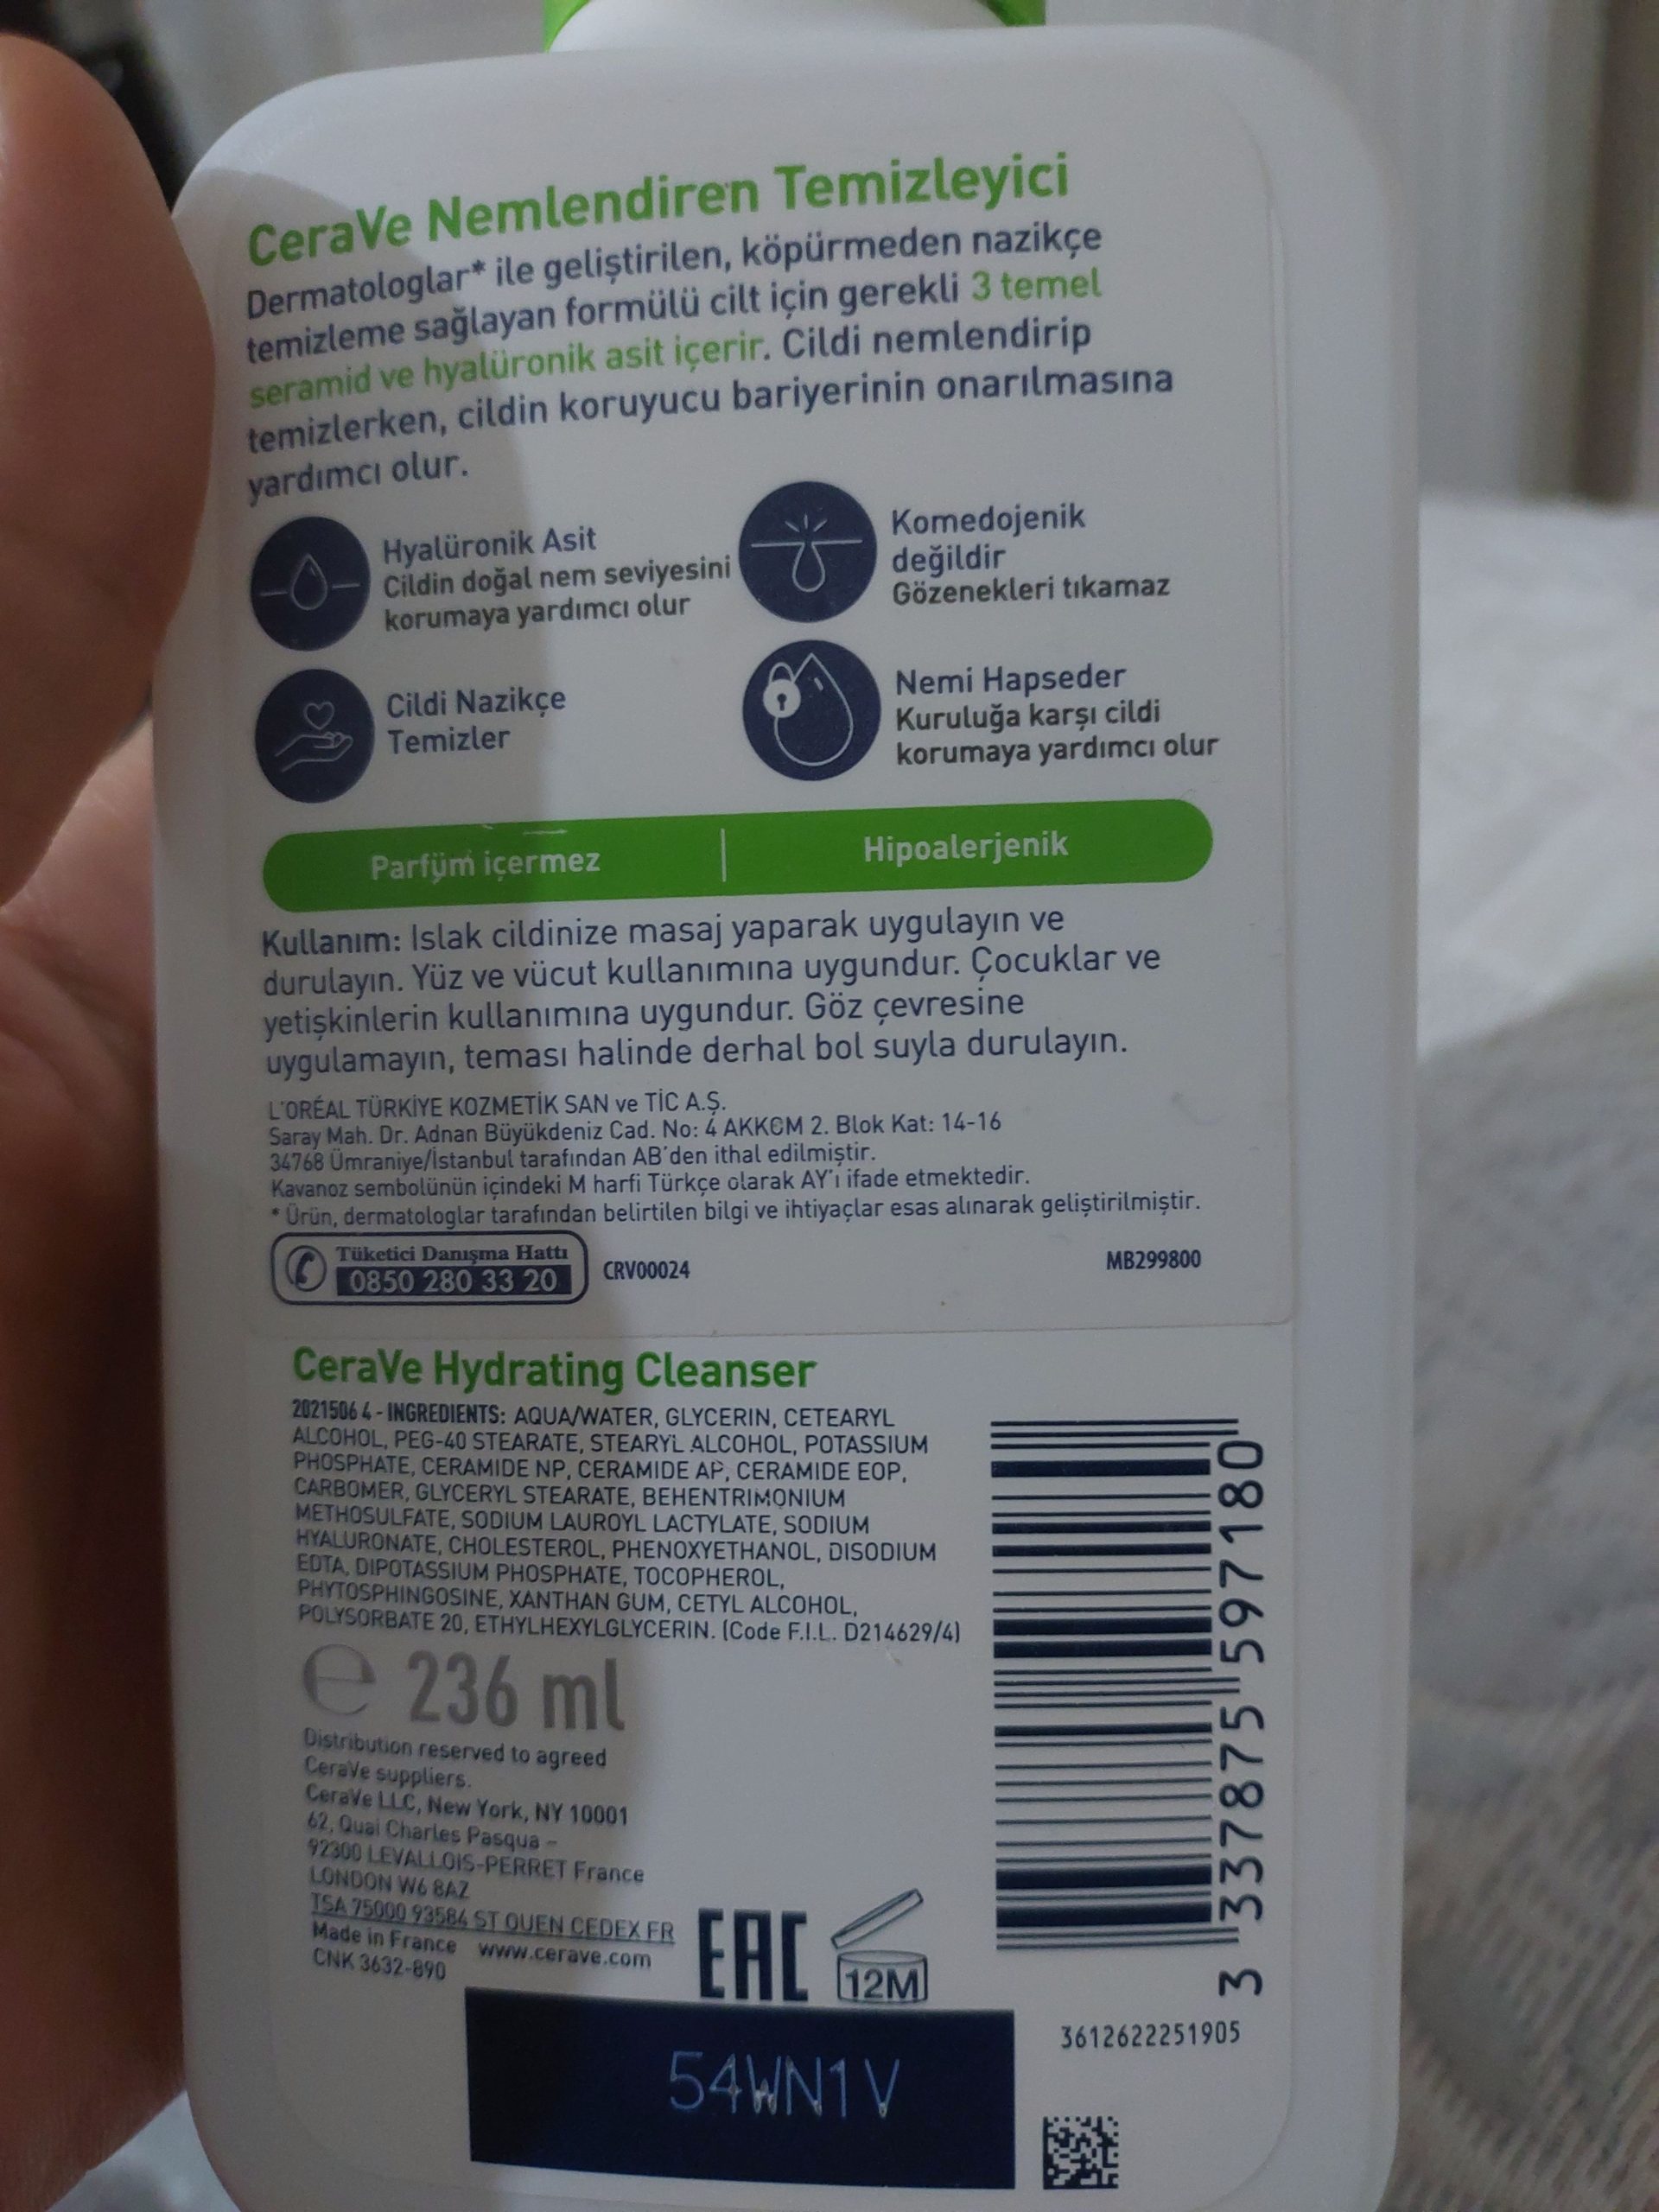 CeraVe Nemlendiren Temizleyici
Dermatologlar* ile geliştirilen, köpürmeden nazikçe
temizleme sağlayan formülü cilt için gerekli 3 temel
seramid ve hyalüronik asit içerir. Cildi nemlendirip
temizlerken, cildin koruyucu bariyerinin onarılmasına
yardımcı olur.
Hyalüronik Asit
Cildin doğal nem seviyesini
korumaya yardımcı olur
Komedojenik
değildir
Gözenekleri tıkamaz
Cildi Nazikçe
Temizler
Nemi Hapseder
Kuruluğa karşı cildi
korumaya yardımcı olur
Parfüm içermez | Hipoalerjenik
Kullanım: Islak cildinize masaj yaparak uygulayın ve
durulayın. Yüz ve vücut kullanımına uygundur. Çocuklar ve
yetişkinlerin kullanımına uygundur. Göz çevresine
uygulamayın, teması halinde derhal bol suyla durulayın.
L'ORÉAL TÜRKİYE KOZMETİK SAN ve TİC A.Ş.
Saray Mah. Dr. Adnan Büyükdeniz Cad. No: 4 AKKOM 2. Blok Kat: 14-16
34768 Ümraniye/İstanbul tarafından AB'den ithal edilmiştir.
Kavanoz sembolünün içindeki M harfi Türkçe olarak AY'ı ifade etmektedir.
* Ürün, dermatologlar tarafından belirtilen bilgi ve ihtiyaçlar esas alınarak geliştirilmiştir.
Tüketici Danışma Hattı
0850 280 33 20
CRV00024
MB299800
CeraVe Hydrating Cleanser
2021506 4 - INGREDIENTS: AQUA/WATER, GLYCERIN, CETEARYL
ALCOHOL, PEG-40 STEARATE, STEARYL ALCOHOL, POTASSIUM
PHOSPHATE, CERAMIDE NP, CERAMIDE AP, CERAMIDE EOP,
CARBOMER, GLYCERYL STEARATE, BEHENTRIMONIUM
METHOSULFATE, SODIUM LAUROYL LACTYLATE, SODIUM
HYALURONATE, CHOLESTEROL, PHENOXYETHANOL, DISODIUM
EDTA, DIPOTASSIUM PHOSPHATE, TOCOPHEROL,
PHYTOSPHINGOSINE, XANTHAN GUM, CETYL ALCOHOL,
POLYSORBATE 20, ETHYLHEXYLGLYCERIN. (Code F.I.L. D214629/4)
e 236 ml
Distribution reserved to agreed
CeraVe suppliers.
CeraVe LLC, New York, NY 10001
62, Quai Charles Pasqua -
92300 LEVALLOIS-PERRET France
LONDON W6 8AZ
TSA 75000 93584 ST OUEN CEDEX FR
Made in France www.cerave.com
CNK 3632-890
EAC
12M
3 337875 597180
3612622251905
54WN1V